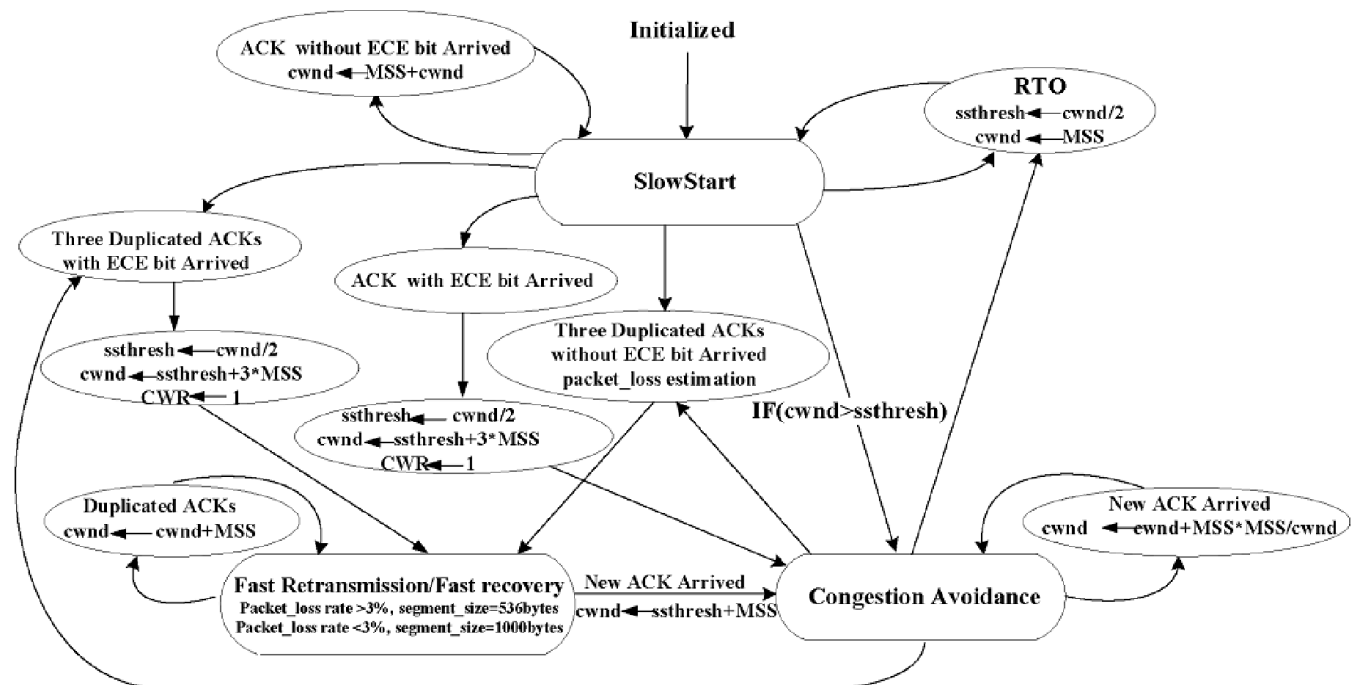 Initialized
ACK without ECE bit Arrived
cwnd ← MSS+cwnd
RTO
ssthresh ← cwnd/2
cwnd ← MSS
SlowStart
Three Duplicated ACKs
with ECE bit Arrived
ACK with ECE bit Arrived
Three Duplicated ACKs
without ECE bit Arrived
packet_loss estimation
ssthresh ← cwnd/2
cwnd ← ssthresh+3*MSS
CWR ← 1
ssthresh ← cwnd/2
cwnd ← ssthresh+3*MSS
CWR ← 1
IF(cwnd>ssthresh)
Duplicated ACKs
cwnd ← cwnd+MSS
New ACK Arrived
cwnd ← cwnd+MSS*MSS/cwnd
Fast Retransmission/Fast recovery
Packet_loss rate >3%, segment_size=536bytes
Packet_loss rate <3%, segment_size=1000bytes
New ACK Arrived
cwnd ← ssthresh+MSS
Congestion Avoidance